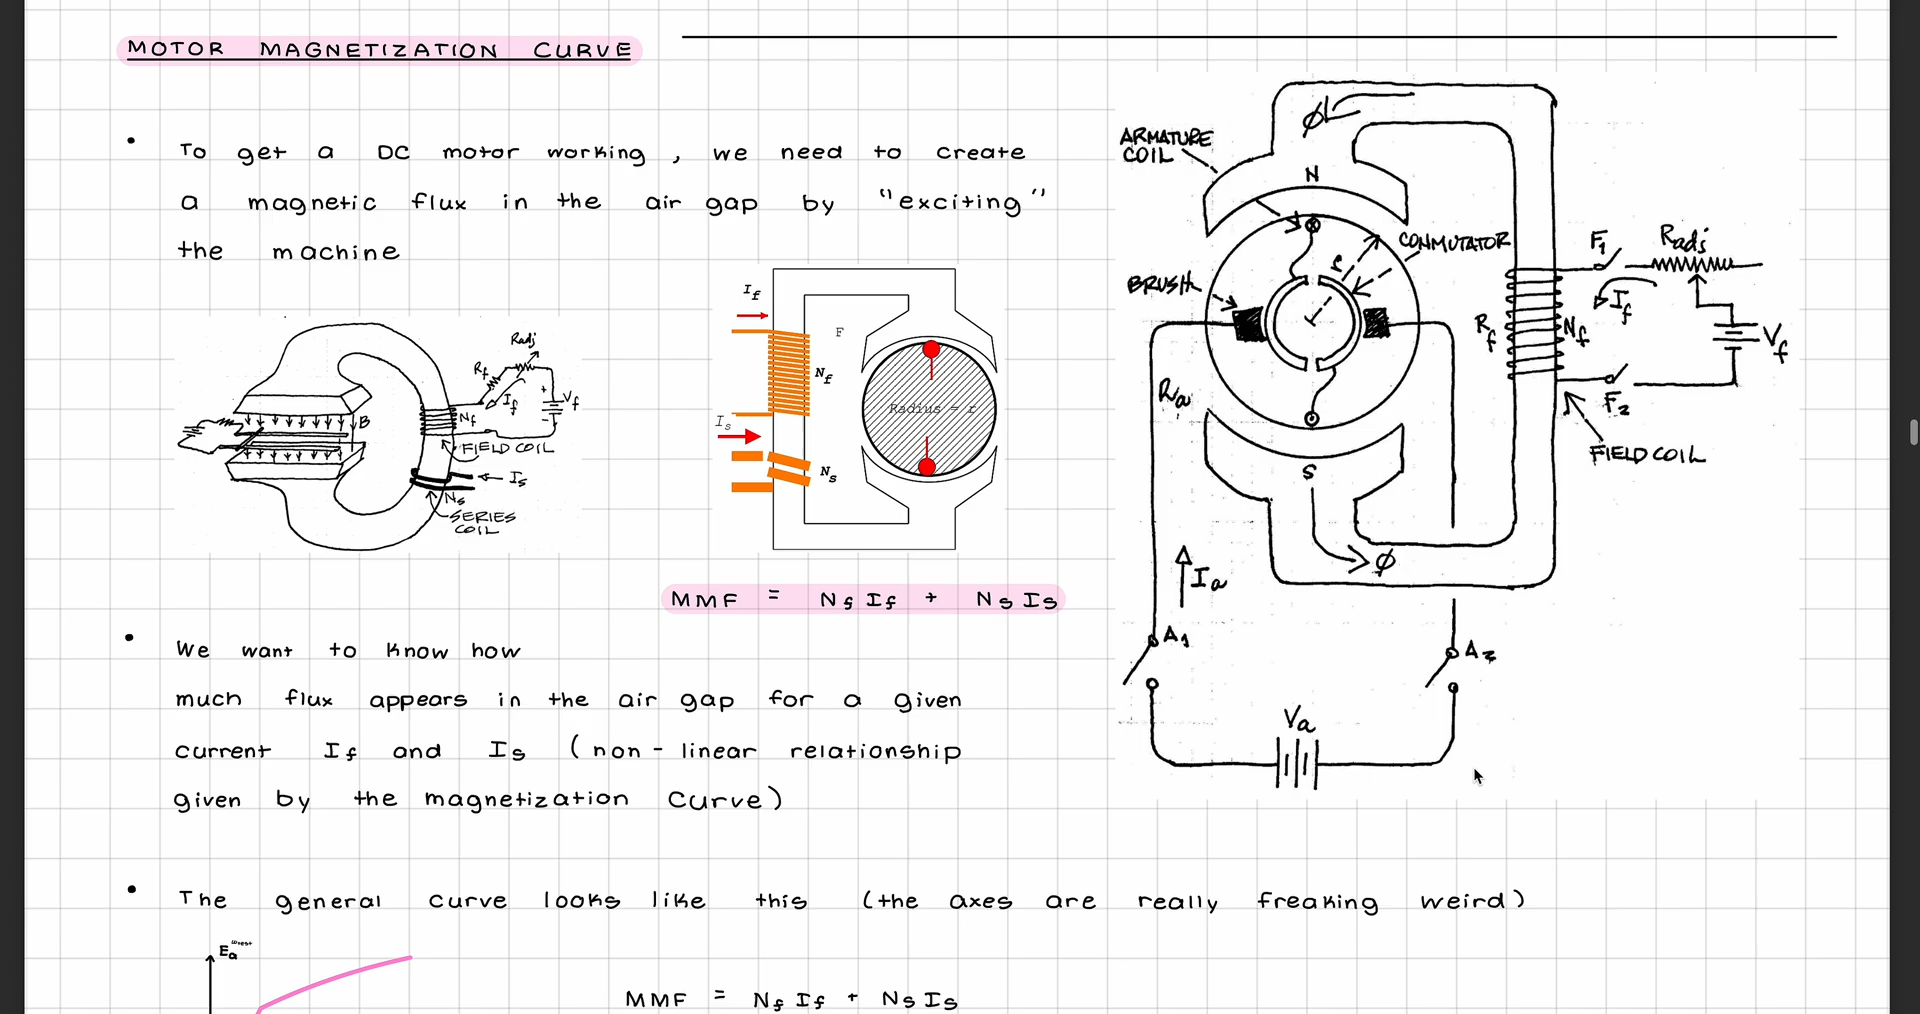 MOTOR MAGNETIZATION CURVE
• To get a DC motor working, we need to create
a magnetic flux in the air gap by "exciting"
the machine
Radj
Rf
If
+
Vf
-
B
Nf
FIELD COIL
Is
Ns
SERIES
COIL
If
F
Nf
Radius = r
Is
Ns
MMF = Nf If + Ns Is
• We want to know how
much flux appears in the air gap for a given
current If and Is (non - linear relationship
given by the magnetization curve)
ϕ
ARMATURE
COIL
N
CONMUTATOR
r
BRUSH
F1
Radj
If
Rf
Nf
Vf
Ra
F2
FIELD COIL
S
ϕ
Ia
A1
A2
Va
• The general curve looks like this (the axes are really freaking weird)
Ea ωtest
MMF = Nf If + Ns Is